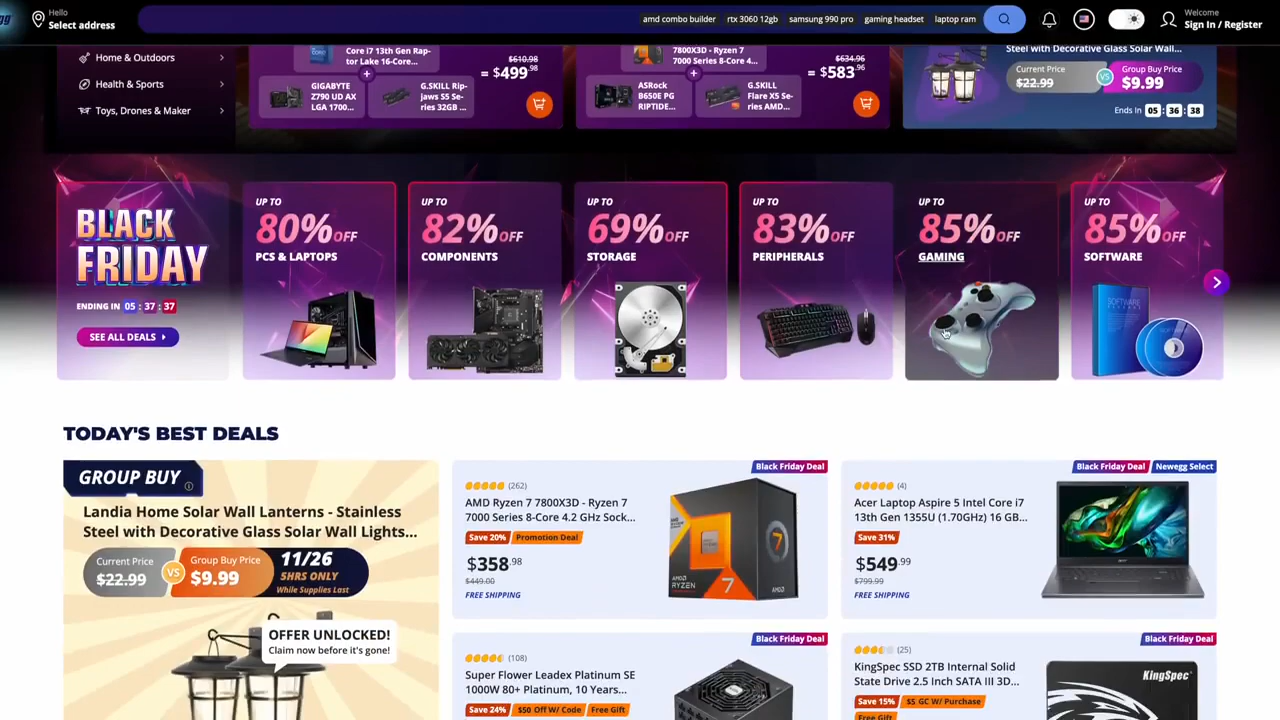 Hello
Select address
amd combo builder
rtx 3060 12gb
samsung 990 pro
gaming headset
laptop ram
Welcome
Sign In / Register
Home & Outdoors
Health & Sports
Toys, Drones & Maker
Core i7 13th Gen Rap-
tor Lake 16-Core...
GIGABYTE
Z790 UD AX
LGA 1700...
G.SKILL Rip-
jaws S5 Se-
ries 32GB ...
$610.98
= $499.98
7800X3D - Ryzen 7
7000 Series 8-Core 4...
ASRock
B650E PG
RIPTIDE...
G.SKILL
Flare X5 Se-
ries AMD...
$634.96
= $583.96
Steel with Decorative Glass Solar Wall...
Current Price
$22.99
VS
Group Buy Price
$9.99
Ends In 05 : 36 : 38
BLACK
FRIDAY
ENDING IN 05 : 37 : 37
SEE ALL DEALS
UP TO
80% OFF
PCS & LAPTOPS
UP TO
82% OFF
COMPONENTS
UP TO
69% OFF
STORAGE
UP TO
83% OFF
PERIPHERALS
UP TO
85% OFF
GAMING
UP TO
85% OFF
SOFTWARE
TODAY'S BEST DEALS
GROUP BUY
Landia Home Solar Wall Lanterns - Stainless
Steel with Decorative Glass Solar Wall Lights...
Current Price
$22.99
VS
Group Buy Price
$9.99
11/26
5HRS ONLY
While Supplies Last
OFFER UNLOCKED!
Claim now before it's gone!
Black Friday Deal
(262)
AMD Ryzen 7 7800X3D - Ryzen 7
7000 Series 8-Core 4.2 GHz Sock...
Save 20%
Promotion Deal
$358.98
$449.00
FREE SHIPPING
AMD
RYZEN
7
7
Black Friday Deal
Newegg Select
(4)
Acer Laptop Aspire 5 Intel Core i7
13th Gen 1355U (1.70GHz) 16 GB...
Save 31%
$549.99
$799.99
FREE SHIPPING
Black Friday Deal
(108)
Super Flower Leadex Platinum SE
1000W 80+ Platinum, 10 Years...
Save 24%
$50 Off W/ Code
Free Gift
Black Friday Deal
(25)
KingSpec SSD 2TB Internal Solid
State Drive 2.5 Inch SATA III 3D...
Save 15%
$5 GC W/ Purchase
Free Gift
KingSpec